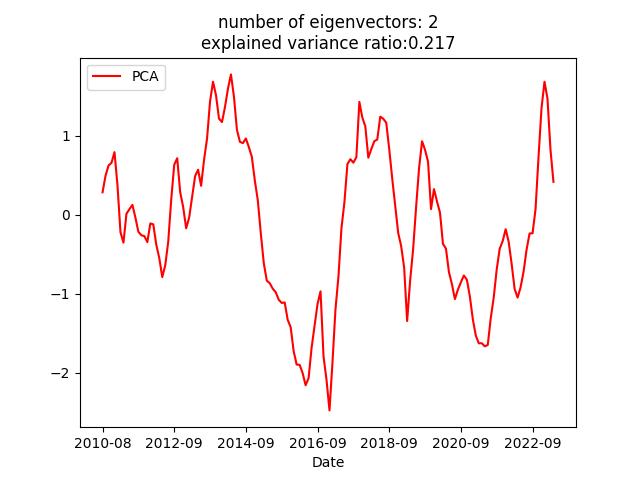 number of eigenvectors: 2
explained variance ratio:0.217
PCA
1
0
−1
−2
2010-08 2012-09 2014-09 2016-09 2018-09 2020-09 2022-09
Date